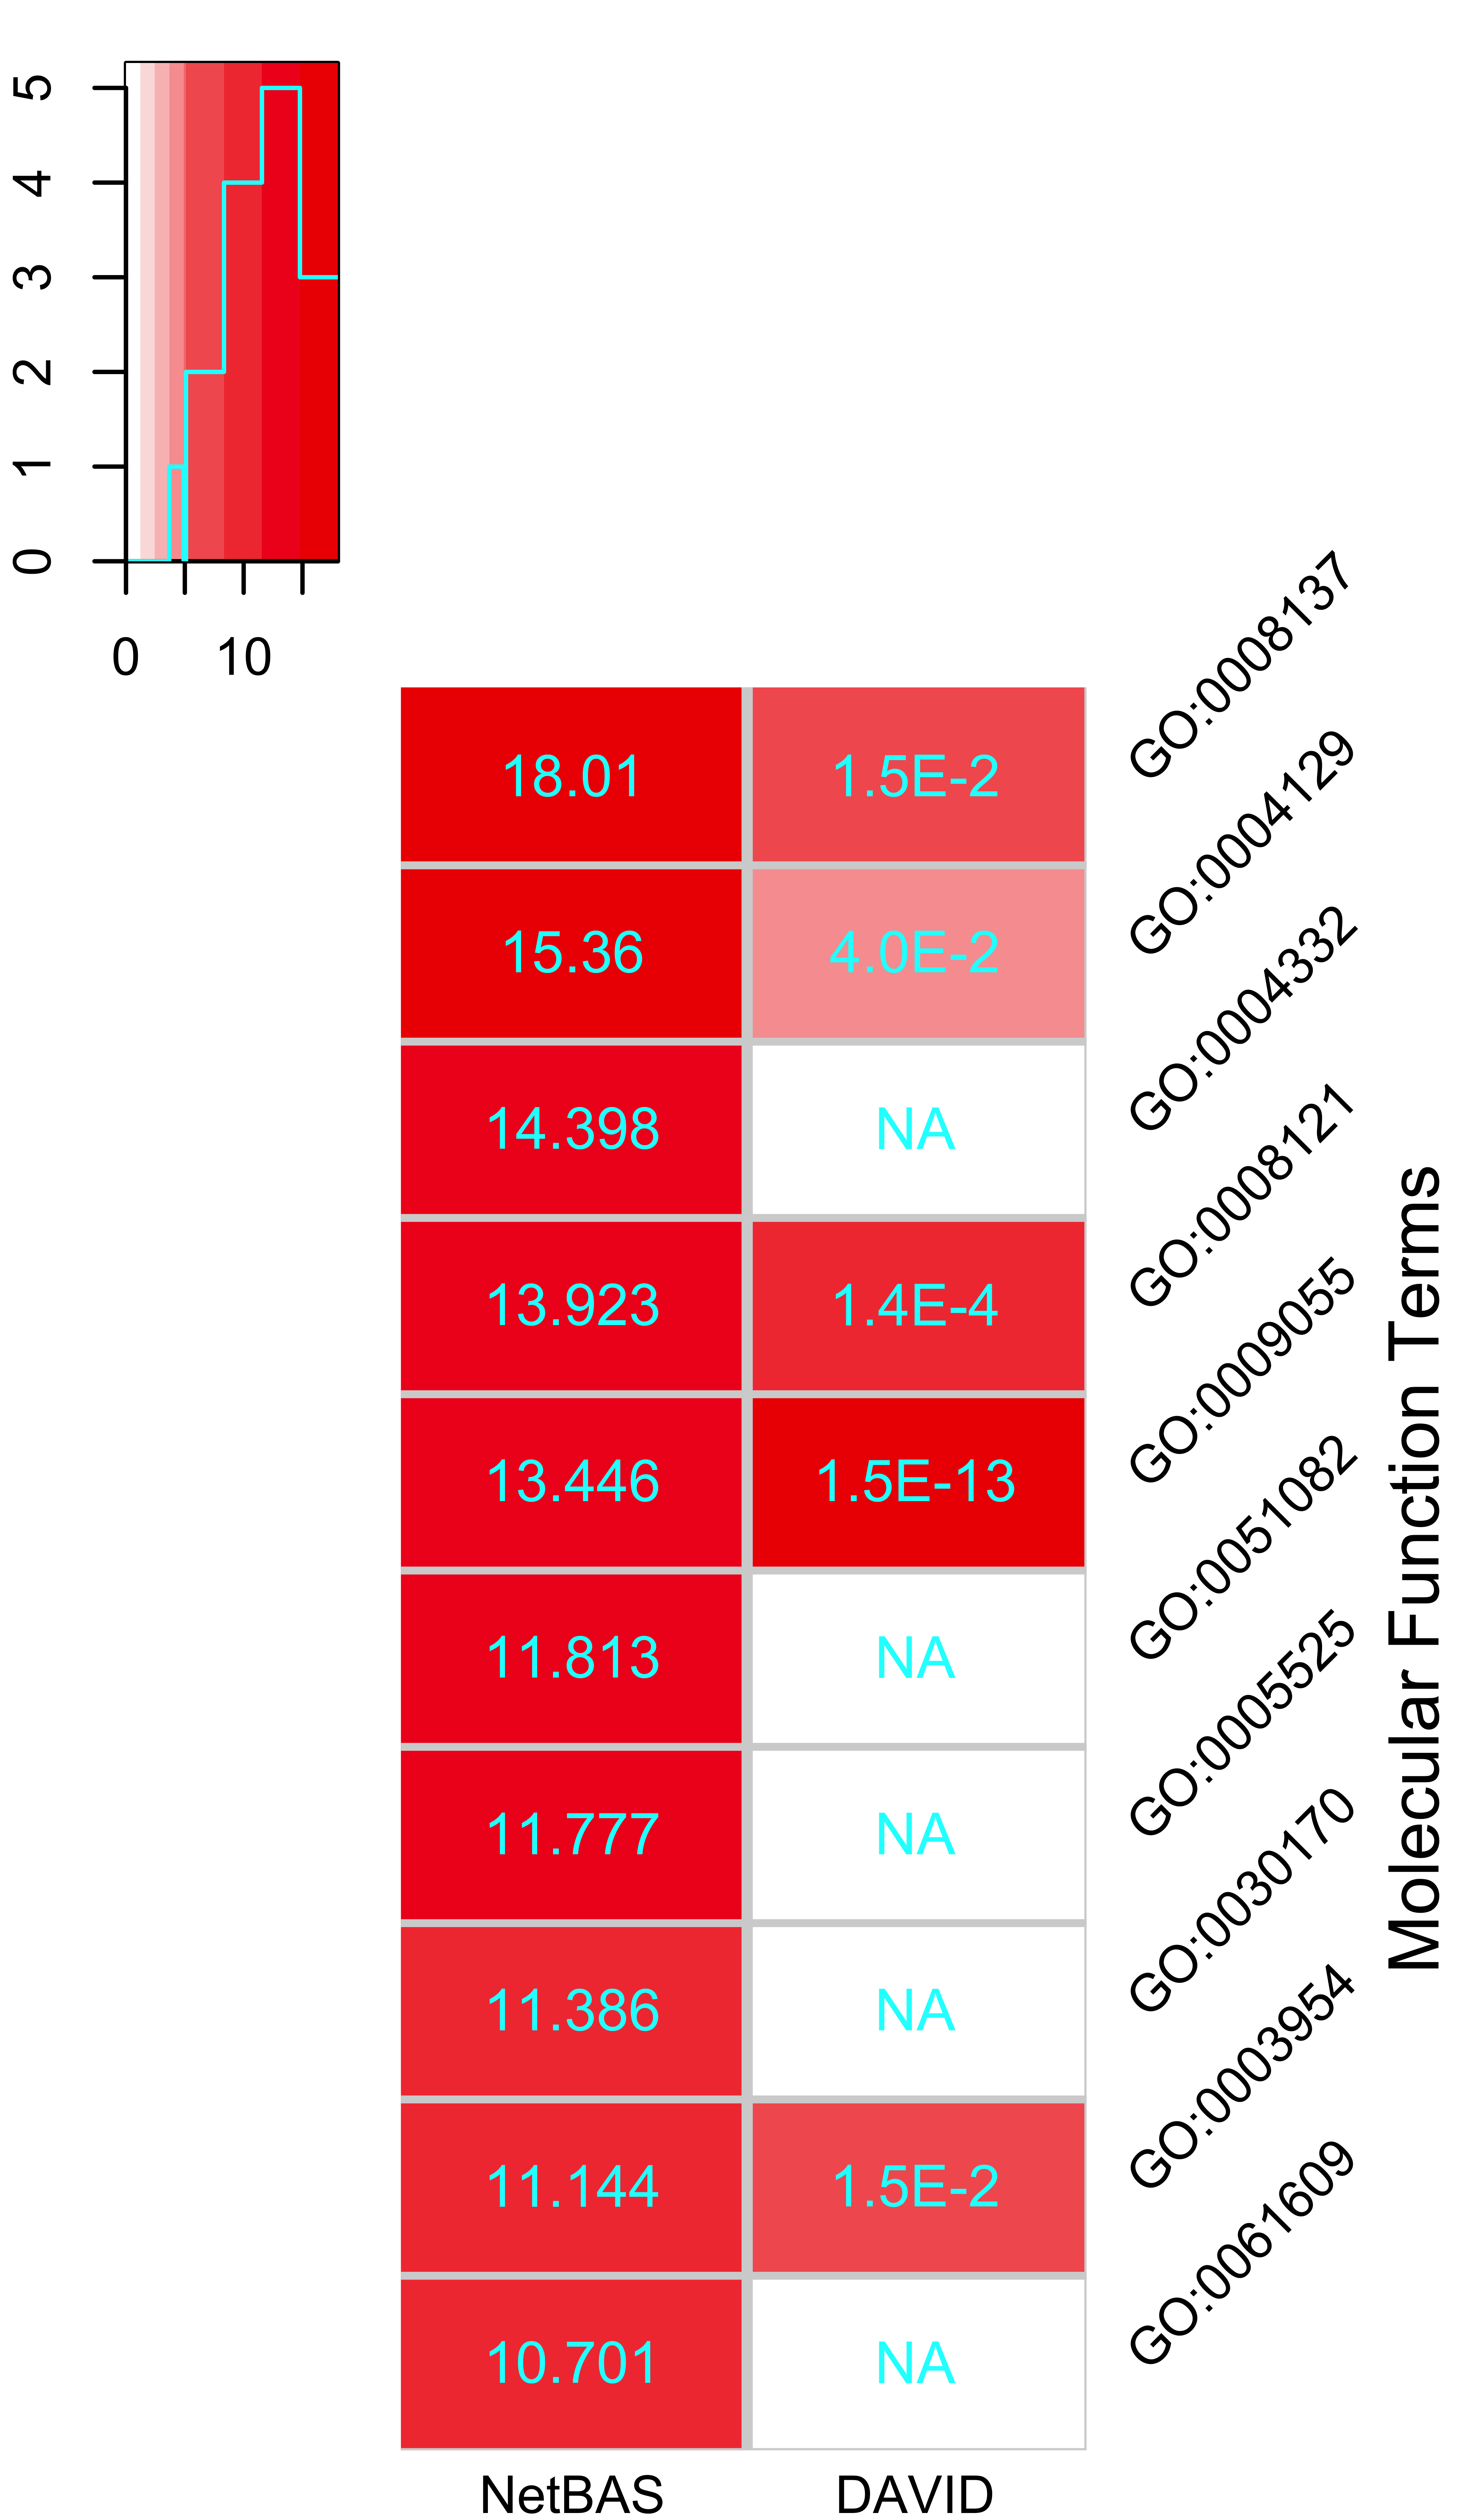 5
4
3
2
1
0
0 10
GO:0008137
18.01 1.5E-2
GO:0004129
15.36 4.0E-2
GO:0004332
14.398 NA
GO:0008121
13.923 1.4E-4
GO:0009055
13.446 1.5E-13
GO:0051082
11.813 NA
GO:0005525
11.777 NA
GO:0030170
11.386 NA
GO:0003954
11.144 1.5E-2
GO:0061609
10.701 NA
Molecular Function Terms
NetBAS DAVID